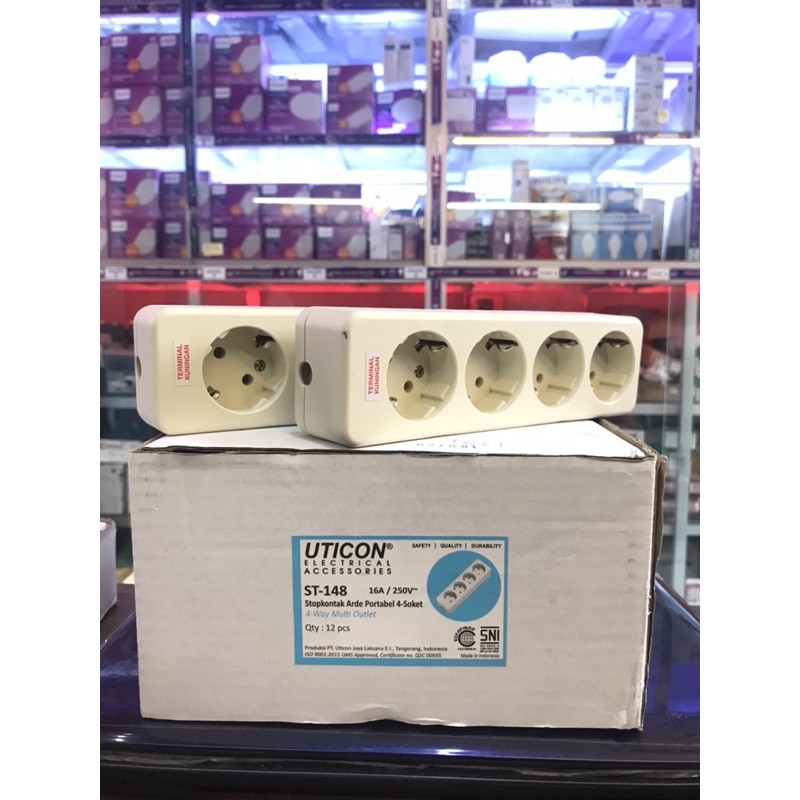 TERMINAL
KUNINGAN
TERMINAL
KUNINGAN
UTICON®
ELECTRICAL
ACCESSORIES
SAFETY | QUALITY | DURABILITY
ST-148 16A / 250V~
Stopkontak Arde Portabel 4-Soket
4-Way Multi Outlet
Qty : 12 pcs
SNI
Produksi PT. Uticon Jaya Laksana E.I., Tangerang, Indonesia
ISO 9001:2015 QMS Approved, Certificate no. QSC 00935
Made in Indonesia